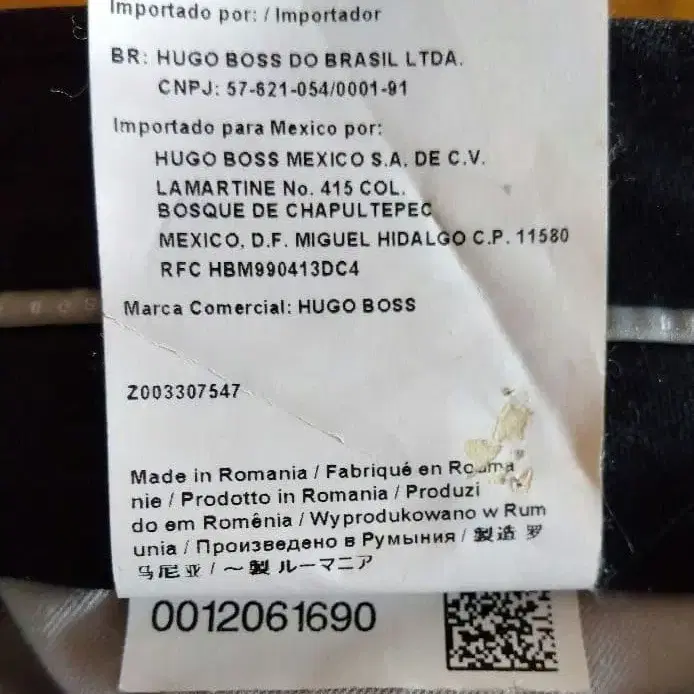 Importado por: / Importador
BR: HUGO BOSS DO BRASIL LTDA.
CNPJ: 57-621-054/0001-91
Importado para Mexico por:
HUGO BOSS MEXICO S.A. DE C.V.
LAMARTINE No. 415 COL.
BOSQUE DE CHAPULTEPEC
MEXICO, D.F. MIGUEL HIDALGO C.P. 11580
RFC HBM990413DC4
Marca Comercial: HUGO BOSS
Z003307547
Made in Romania / Fabriqué en Rouma
nie / Prodotto in Romania / Produzi
do em Romênia / Wyprodukowano w Rum
unia / Произведено в Румыния / 製造 罗
马尼亚 / ～製 ルーマニア
0012061690